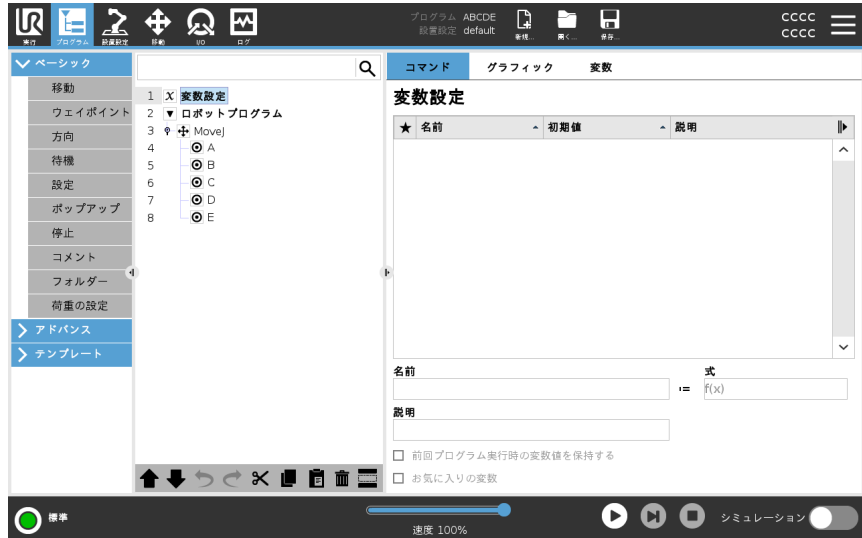 UR
実行
プログラム
設置設定
移動
I/O
ログ
プログラム ABCDE
設置設定 default
新規...
開く...
保存...
CCCC
CCCC
ベーシック
移動
ウェイポイント
方向
待機
設定
ポップアップ
停止
コメント
フォルダー
荷重の設定
アドバンス
テンプレート
1 X 変数設定
2 ▼ ロボットプログラム
3 MoveJ
4 A
5 B
6 C
7 D
8 E
コマンド グラフィック 変数
変数設定
★ 名前 初期値 説明
名前 式
:= f(x)
説明
前回プログラム実行時の変数値を保持する
お気に入りの変数
標準
速度 100%
シミュレーション